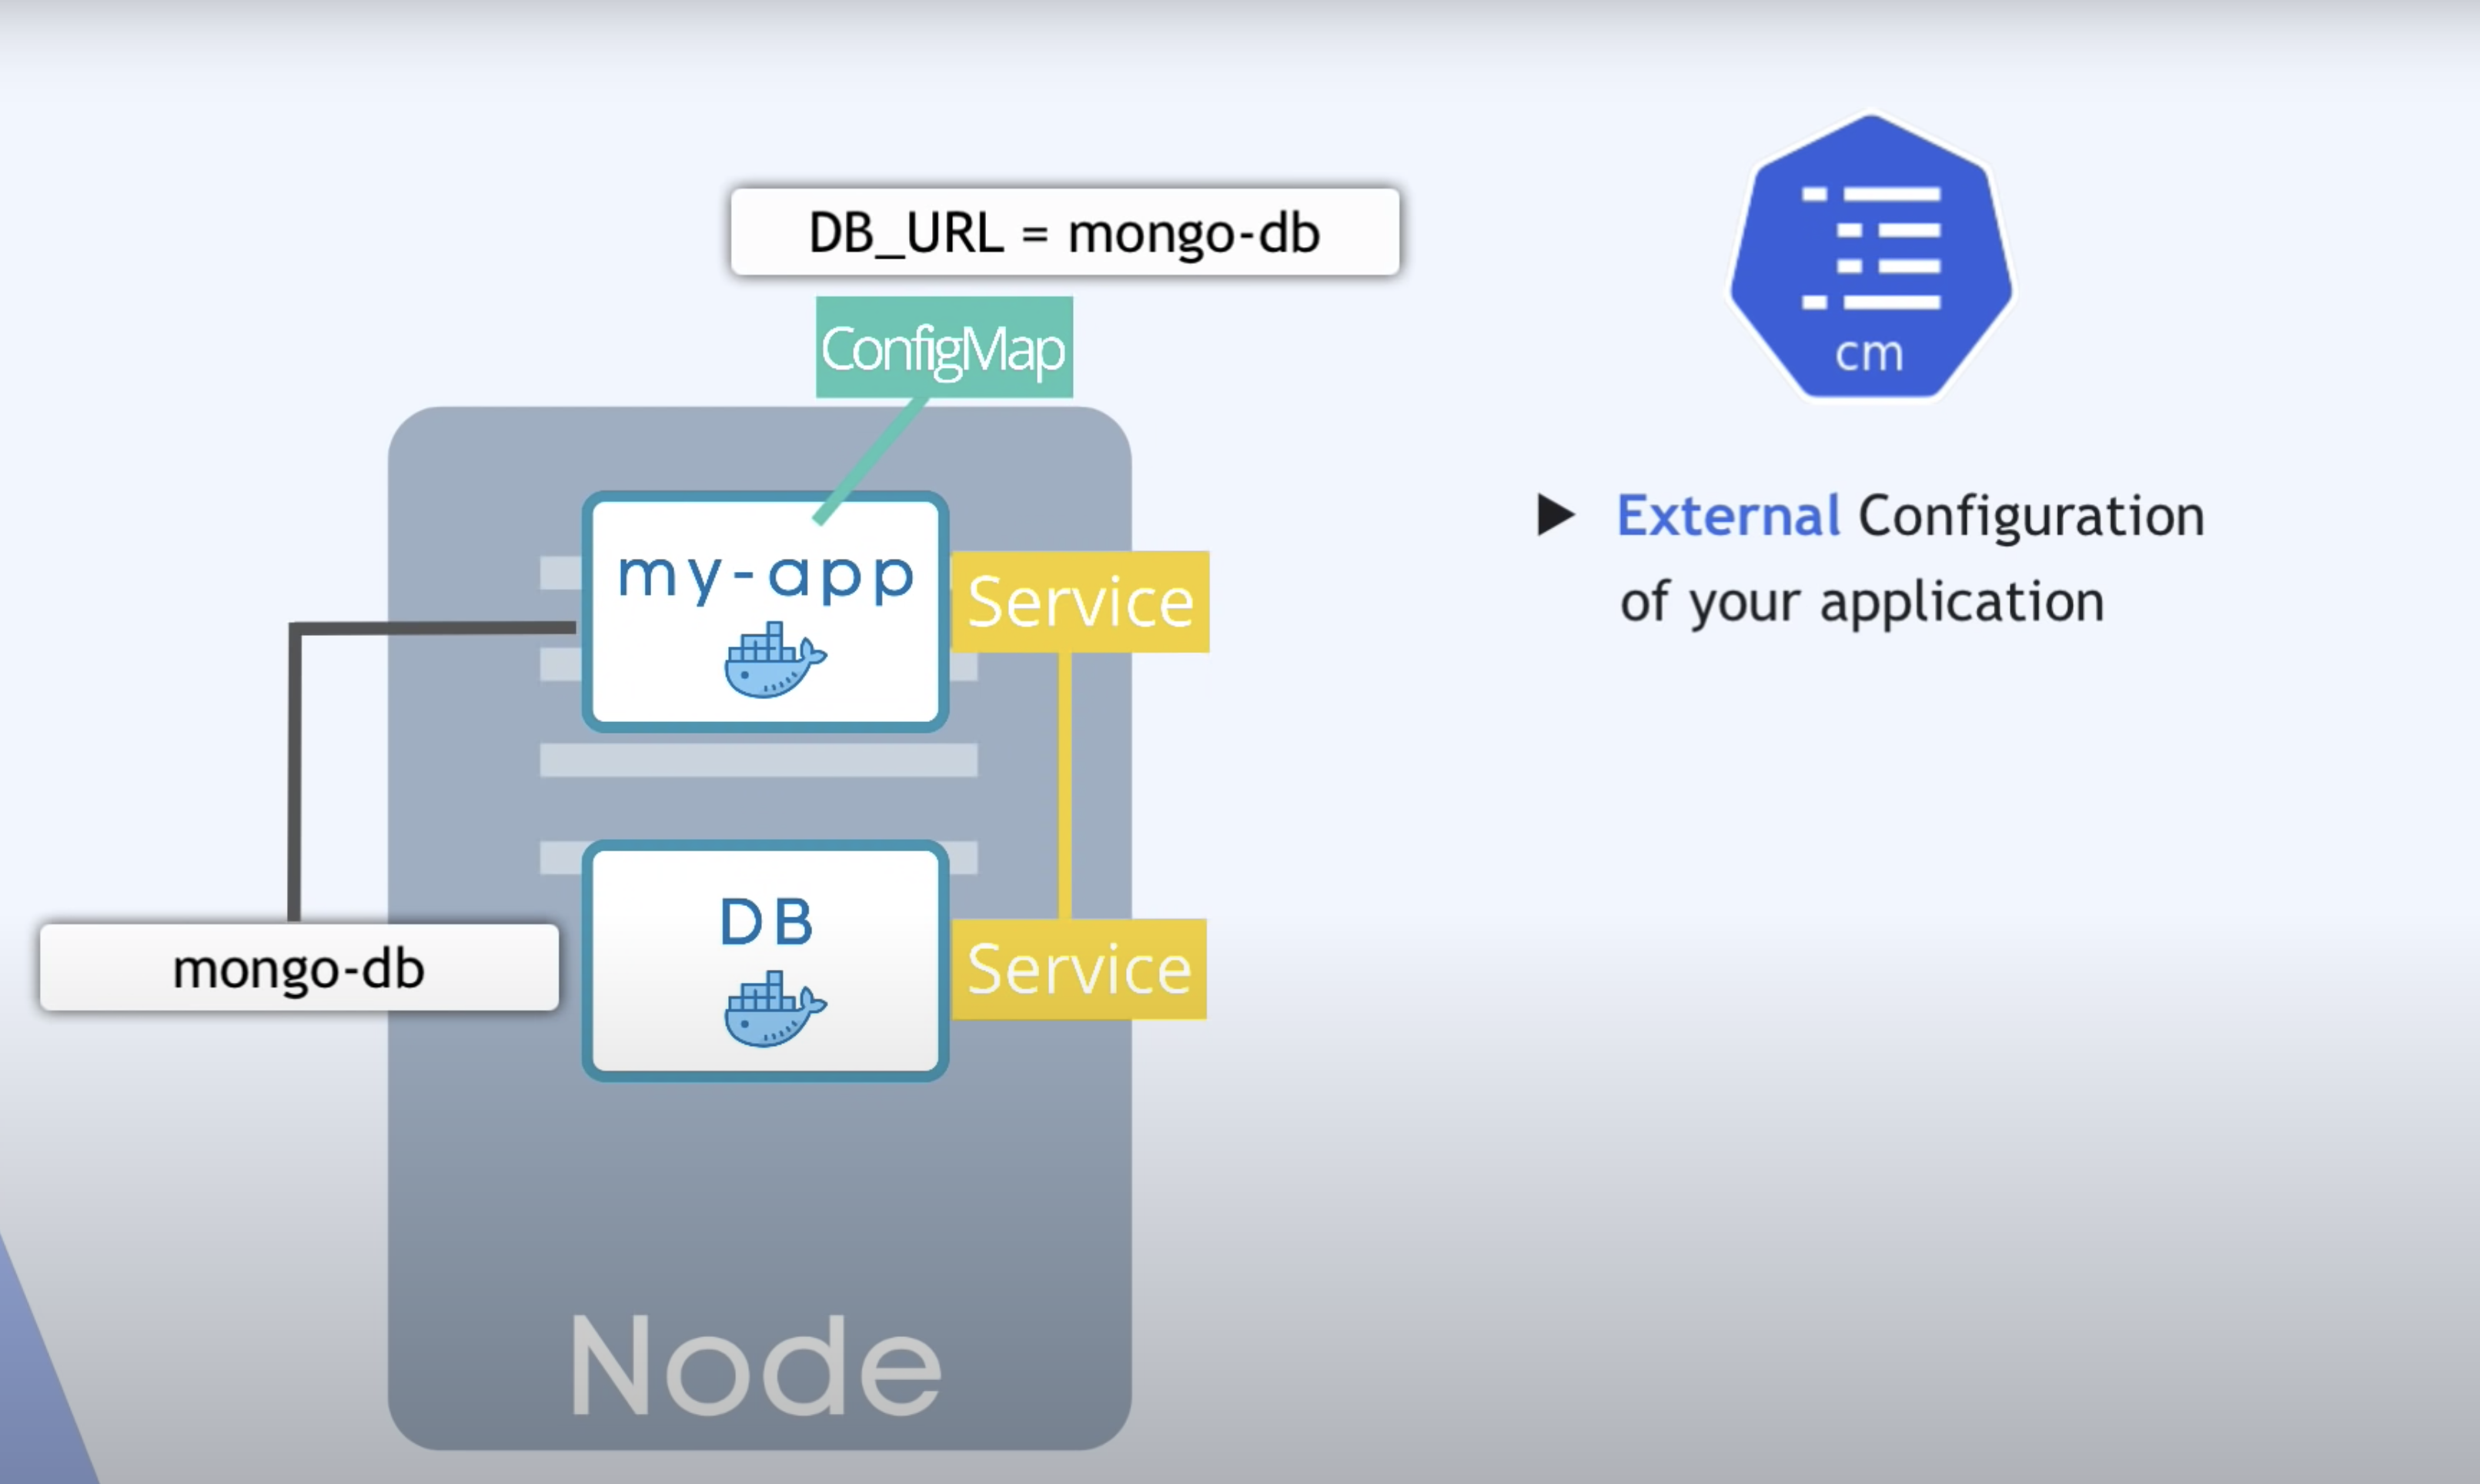 DB_URL = mongo-db
ConfigMap
cm
External Configuration
of your application
my-app
Service
mongo-db
DB
Service
Node